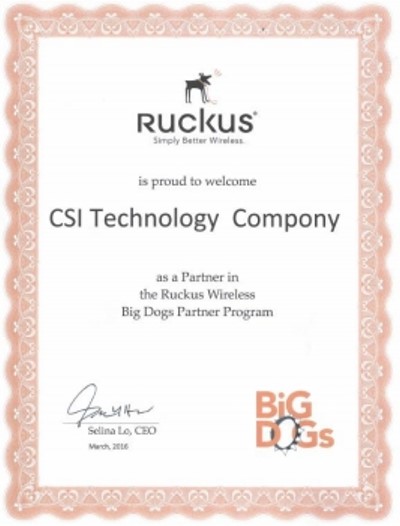 RUCKUS®
Simply Better Wireless.
is proud to welcome
CSI Technology Compony
as a Partner in
the Ruckus Wireless
Big Dogs Partner Program
Selina Lo, CEO
March, 2016
BiG
DOGs